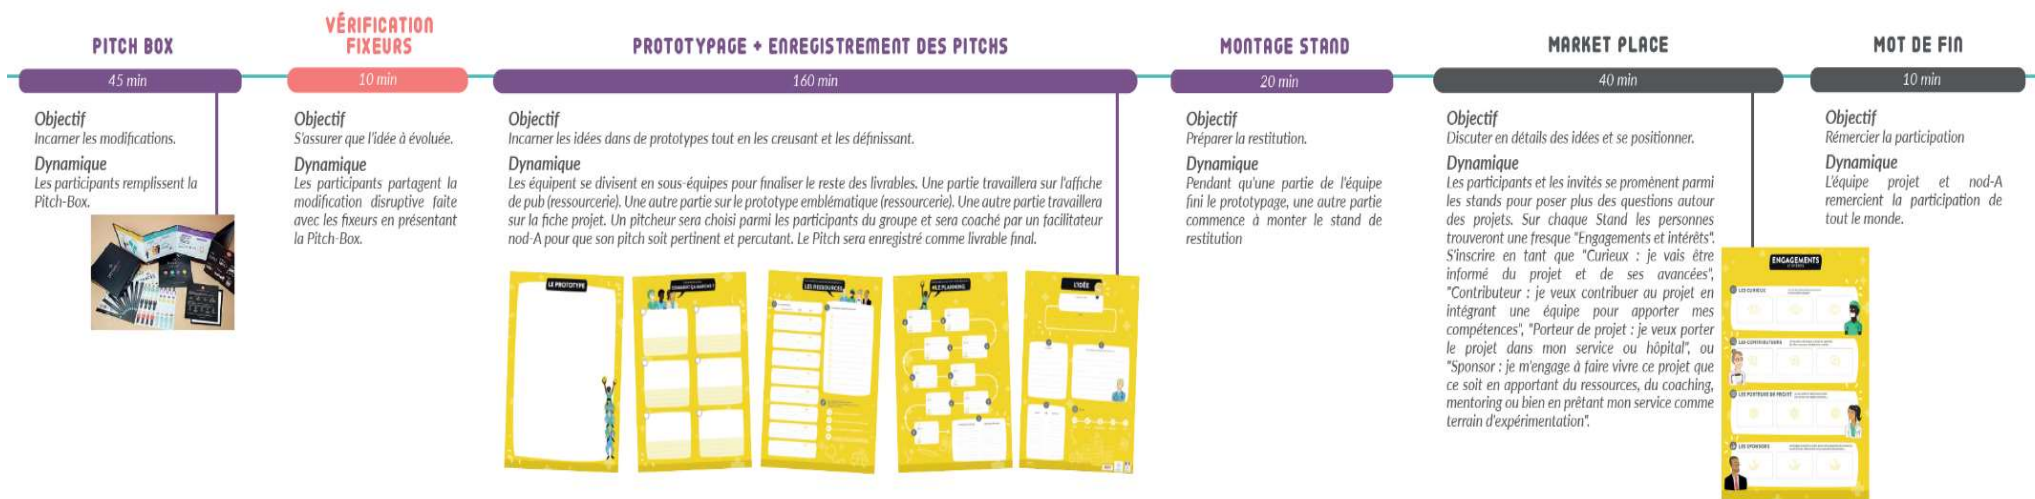 PITCH BOX
45 min
Objectif
Incarner les modifications.
Dynamique
Les participants remplissent la
Pitch-Box.
VÉRIFICATION
FIXEURS
10 min
Objectif
S'assurer que l'idée à évoluée.
Dynamique
Les participants partagent la
modification disruptive faite
avec les fixeurs en présentant
la Pitch-Box.
PROTOTYPAGE + ENREGISTREMENT DES PITCHS
160 min
Objectif
Incarner les idées dans de prototypes tout en les creusant et les définissant.
Dynamique
Les équipent se divisent en sous-équipes pour finaliser le reste des livrables. Une partie travaillera sur l'affiche
de pub (ressourcerie). Une autre partie sur le prototype emblématique (ressourcerie). Une autre partie travaillera
sur la fiche projet. Un pitcheur sera choisi parmi les participants du groupe et sera coaché par un facilitateur
nod-A pour que son pitch soit pertinent et percutant. Le Pitch sera enregistré comme livrable final.
LE PROTOTYPE
COMMENT ÇA MARCHE ?
LES RESSOURCES
LE PLANNING
L'IDÉE
MONTAGE STAND
20 min
Objectif
Préparer la restitution.
Dynamique
Pendant qu'une partie de l'équipe
fini le prototypage, une autre partie
commence à monter le stand de
restitution
MARKET PLACE
40 min
Objectif
Discuter en détails des idées et se positionner.
Dynamique
Les participants et les invités se promènent parmi
les stands pour poser plus des questions autour
des projets. Sur chaque Stand les personnes
trouveront une fresque "Engagements et intérêts".
S'inscrire en tant que "Curieux : je vais être
informé du projet et de ses avancées",
"Contributeur : je veux contribuer au projet en
intégrant une équipe pour apporter mes
compétences", "Porteur de projet : je veux porter
le projet dans mon service ou hôpital", ou
"Sponsor : je m'engage à faire vivre ce projet que
ce soit en apportant du ressources, du coaching,
mentoring ou bien en prêtant mon service comme
terrain d'expérimentation".
ENGAGEMENTS
LES CURIEUX
LES CONTRIBUTEURS
LES PORTEURS DE PROJET
LES SPONSORS
MOT DE FIN
10 min
Objectif
Rémercier la participation
Dynamique
L'équipe projet et nod-A
remercient la participation de
tout le monde.